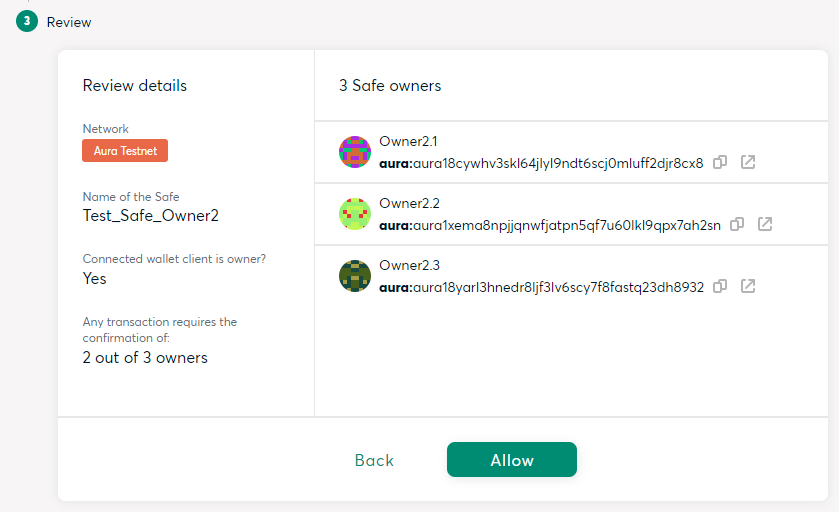 3 Review
Review details
Network
Aura Testnet
Name of the Safe
Test_Safe_Owner2
Connected wallet client is owner?
Yes
Any transaction requires the
confirmation of:
2 out of 3 owners
3 Safe owners
Owner2.1
aura:aura18cywhv3skl64jlyl9ndt6scj0mluff2djr8cx8
Owner2.2
aura:aura1xema8npjjqnwfjatpn5qf7u60lkl9qpx7ah2sn
Owner2.3
aura:aura18yarl3hnedr8ljf3lv6scy7f8fastq23dh8932
Back
Allow